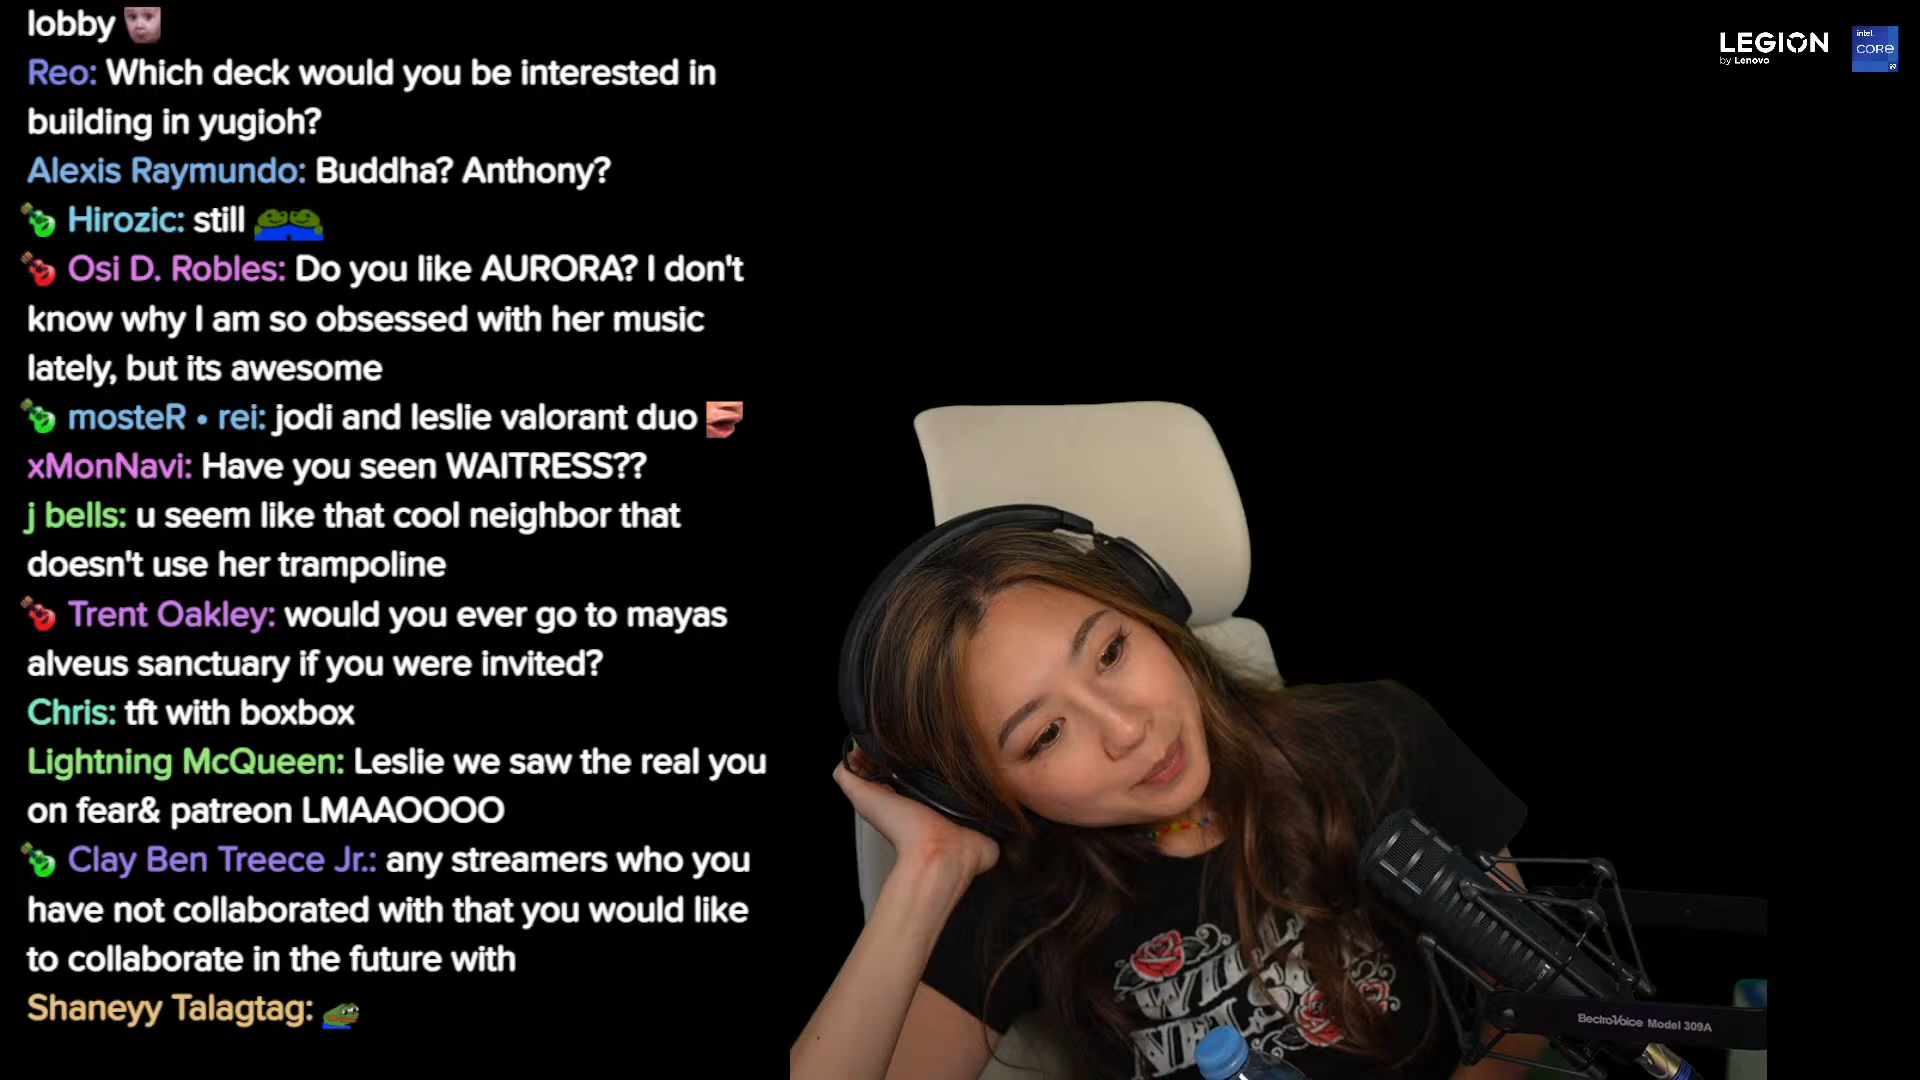 lobby
Reo: Which deck would you be interested in
building in yugioh?
Alexis Raymundo: Buddha? Anthony?
Hirozic: still
Osi D. Robles: Do you like AURORA? I don't
know why I am so obsessed with her music
lately, but its awesome
mosteR • rei: jodi and leslie valorant duo
xMonNavi: Have you seen WAITRESS??
j bells: u seem like that cool neighbor that
doesn't use her trampoline
Trent Oakley: would you ever go to mayas
alveus sanctuary if you were invited?
Chris: tft with boxbox
Lightning McQueen: Leslie we saw the real you
on fear& patreon LMAAOOOO
Clay Ben Treece Jr.: any streamers who you
have not collaborated with that you would like
to collaborate in the future with
Shaneyy Talagtag:
LEGION
by Lenovo
intel
CORE
i9
ElectroVoice Model 309A